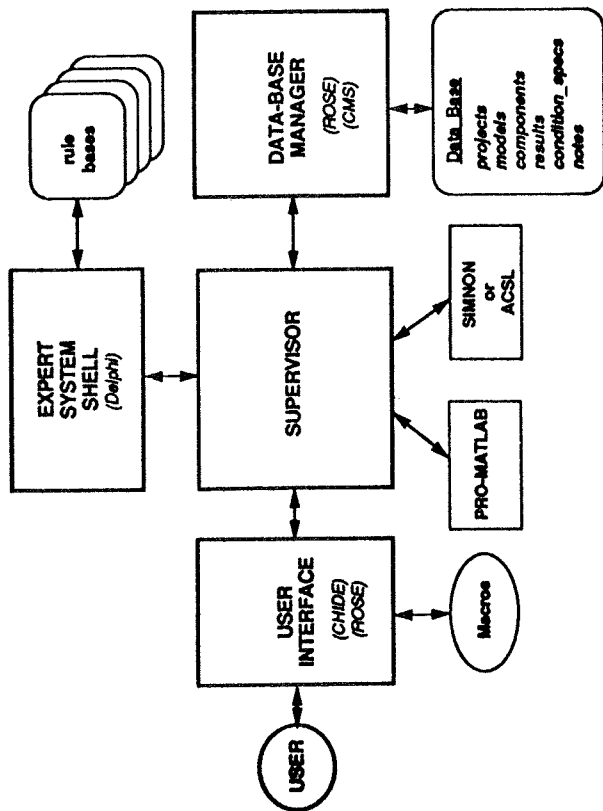 rule
bases
EXPERT
SYSTEM
SHELL
(Delphi)
USER
USER
INTERFACE
(CHIDE)
(ROSE)
SUPERVISOR
DATA-BASE
MANAGER
(ROSE)
(CMS)
Macros
PRO-MATLAB
SIMNON
or
ACSL
Data Base
projects
models
components
results
condition_specs
notes